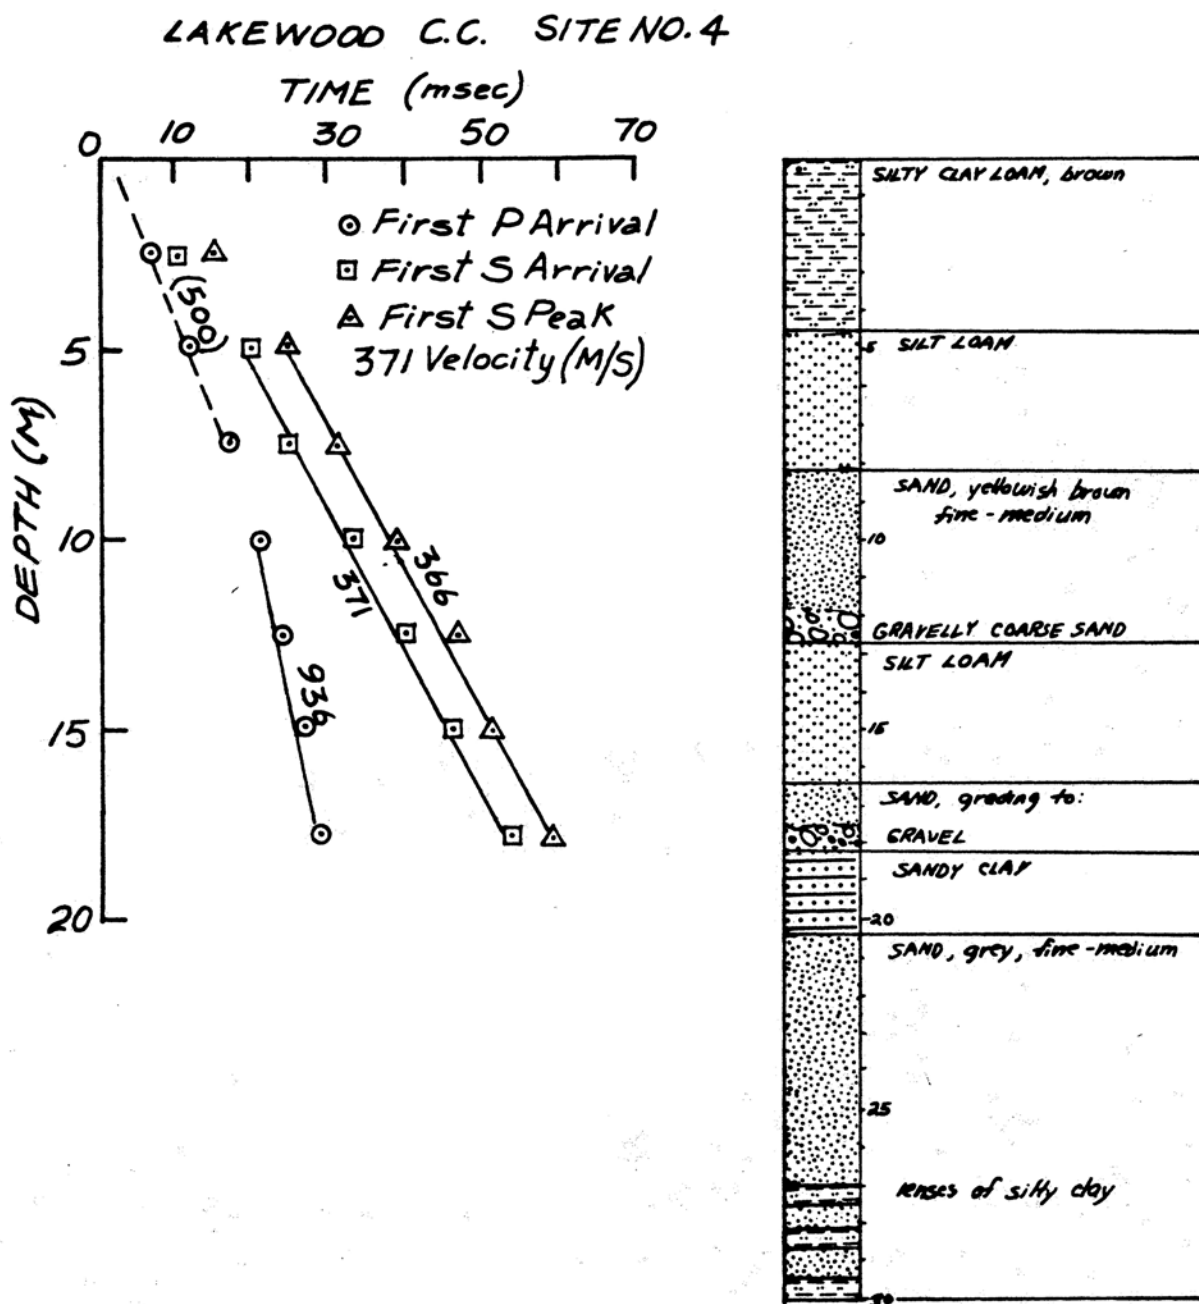 LAKEWOOD C.C. SITE NO.4
TIME (msec)
0 10 30 50 70
First P Arrival
First S Arrival
First S Peak
371 Velocity (M/S)
(500)
366
371
936
DEPTH (M)
5
10
15
20
SILTY CLAY LOAM, brown
5 SILT LOAM
SAND, yellowish brown
fine-medium
10
GRAVELLY COARSE SAND
SILT LOAM
15
SAND, grading to:
GRAVEL
SANDY CLAY
20
SAND, grey, fine-medium
25
lenses of silty clay
30